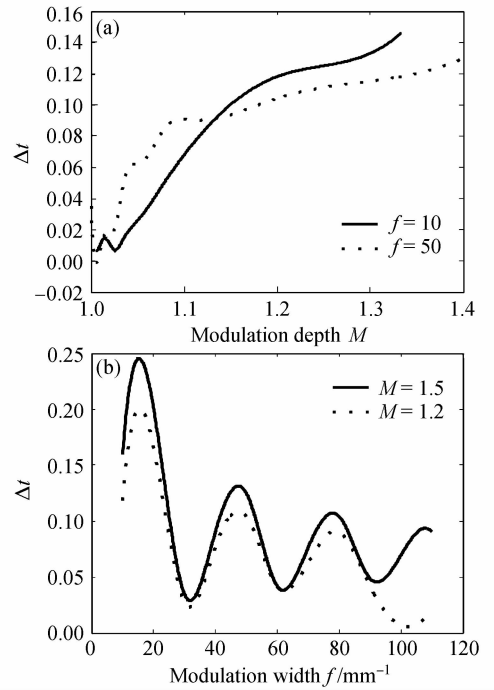 0.16
(a)
0.14
0.12
0.10
0.08
0.06
0.04
0.02
0.00
−0.02
Δt
f = 10
f = 50
1.0 1.1 1.2 1.3 1.4
Modulation depth M
0.25
(b)
0.20
0.15
0.10
0.05
0.00
Δt
M = 1.5
M = 1.2
0 20 40 60 80 100 120
Modulation width f /mm⁻¹